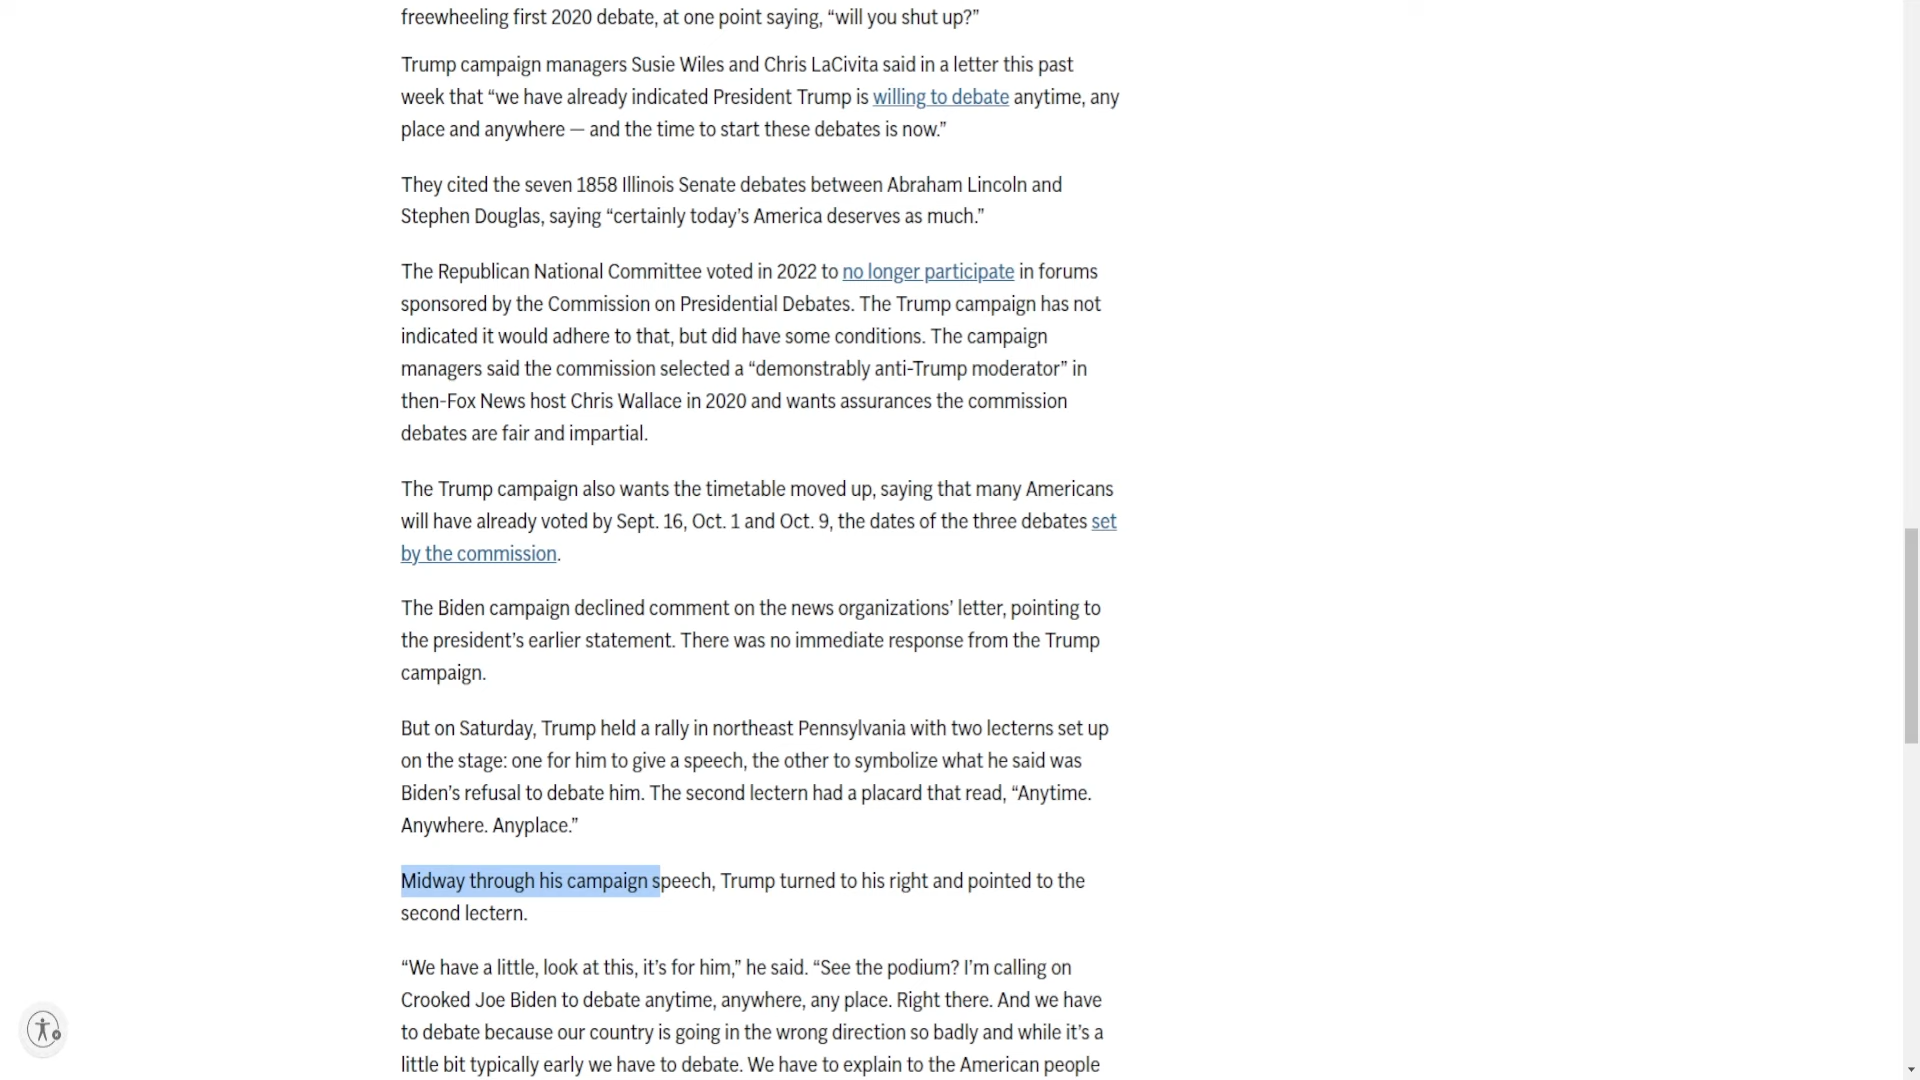 freewheeling first 2020 debate, at one point saying, “will you shut up?”
Trump campaign managers Susie Wiles and Chris LaCivita said in a letter this past
week that “we have already indicated President Trump is willing to debate anytime, any
place and anywhere — and the time to start these debates is now.”
They cited the seven 1858 Illinois Senate debates between Abraham Lincoln and
Stephen Douglas, saying “certainly today’s America deserves as much.”
The Republican National Committee voted in 2022 to no longer participate in forums
sponsored by the Commission on Presidential Debates. The Trump campaign has not
indicated it would adhere to that, but did have some conditions. The campaign
managers said the commission selected a “demonstrably anti-Trump moderator” in
then-Fox News host Chris Wallace in 2020 and wants assurances the commission
debates are fair and impartial.
The Trump campaign also wants the timetable moved up, saying that many Americans
will have already voted by Sept. 16, Oct. 1 and Oct. 9, the dates of the three debates set
by the commission.
The Biden campaign declined comment on the news organizations’ letter, pointing to
the president’s earlier statement. There was no immediate response from the Trump
campaign.
But on Saturday, Trump held a rally in northeast Pennsylvania with two lecterns set up
on the stage: one for him to give a speech, the other to symbolize what he said was
Biden’s refusal to debate him. The second lectern had a placard that read, “Anytime.
Anywhere. Anyplace.”
Midway through his campaign speech, Trump turned to his right and pointed to the
second lectern.
“We have a little, look at this, it’s for him,” he said. “See the podium? I’m calling on
Crooked Joe Biden to debate anytime, anywhere, any place. Right there. And we have
to debate because our country is going in the wrong direction so badly and while it’s a
little bit typically early we have to debate. We have to explain to the American people